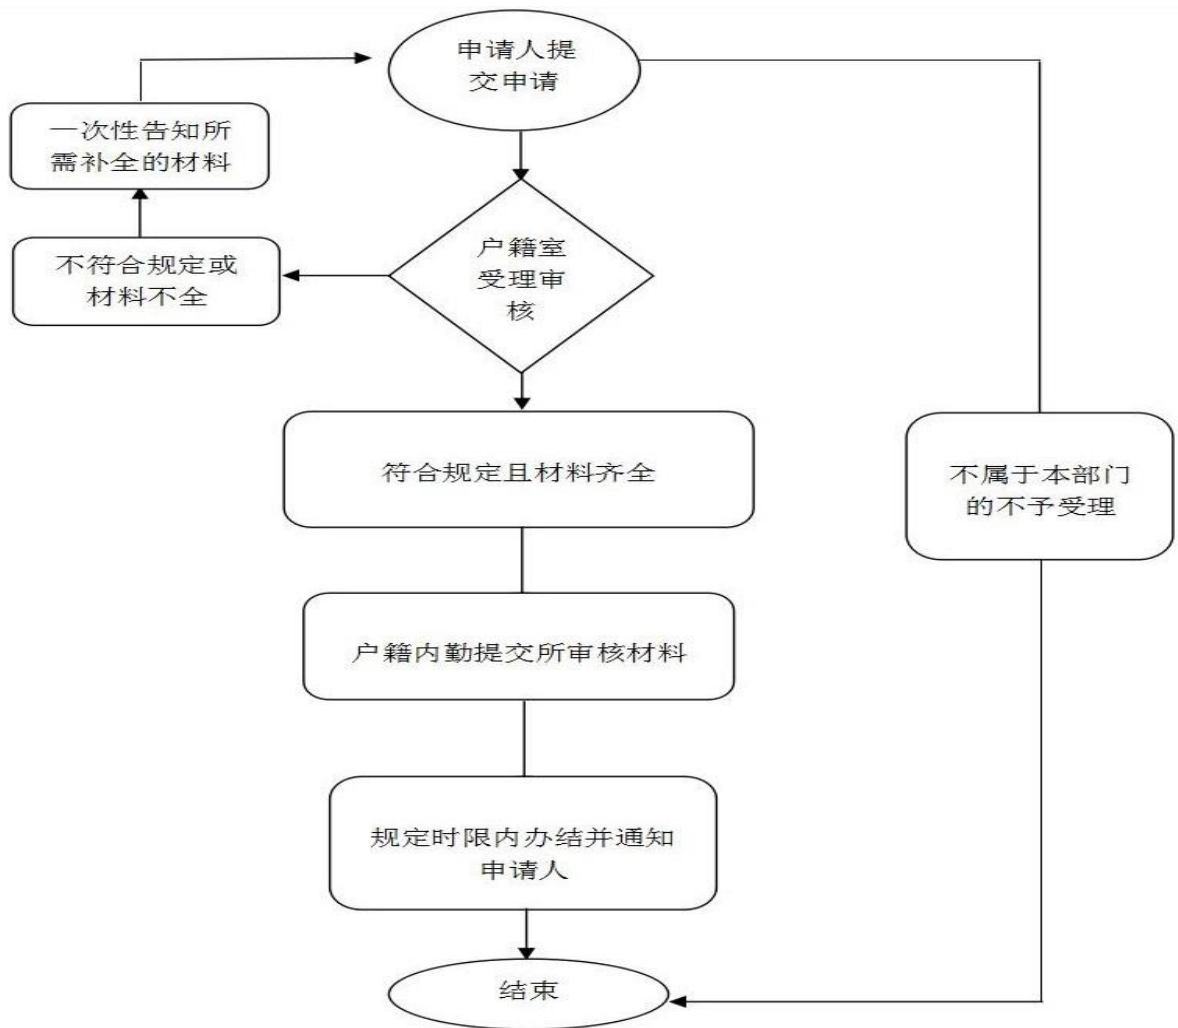 申请人提
交申请
一次性告知所
需补全的材料
户籍室
受理审
核
不符合规定或
材料不全
符合规定且材料齐全
不属于本部门
的不予受理
户籍内勤提交所审核材料
规定时限内办结并通知
申请人
结束